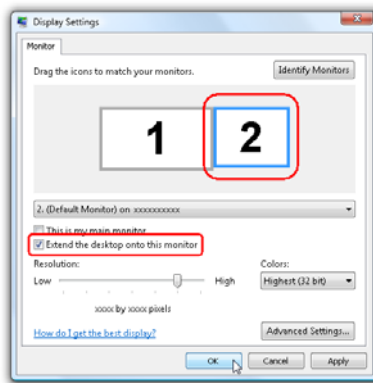 Display Settings
Monitor
Drag the icons to match your monitors.
Identify Monitors
1
2
2. (Default Monitor) on xxxxxxxxxx
This is my main monitor
Extend the desktop onto this monitor
Resolution:
Colors:
Low
High
Highest (32 bit)
xxxx by xxxx pixels
How do I get the best display?
Advanced Settings...
OK
Cancel
Apply